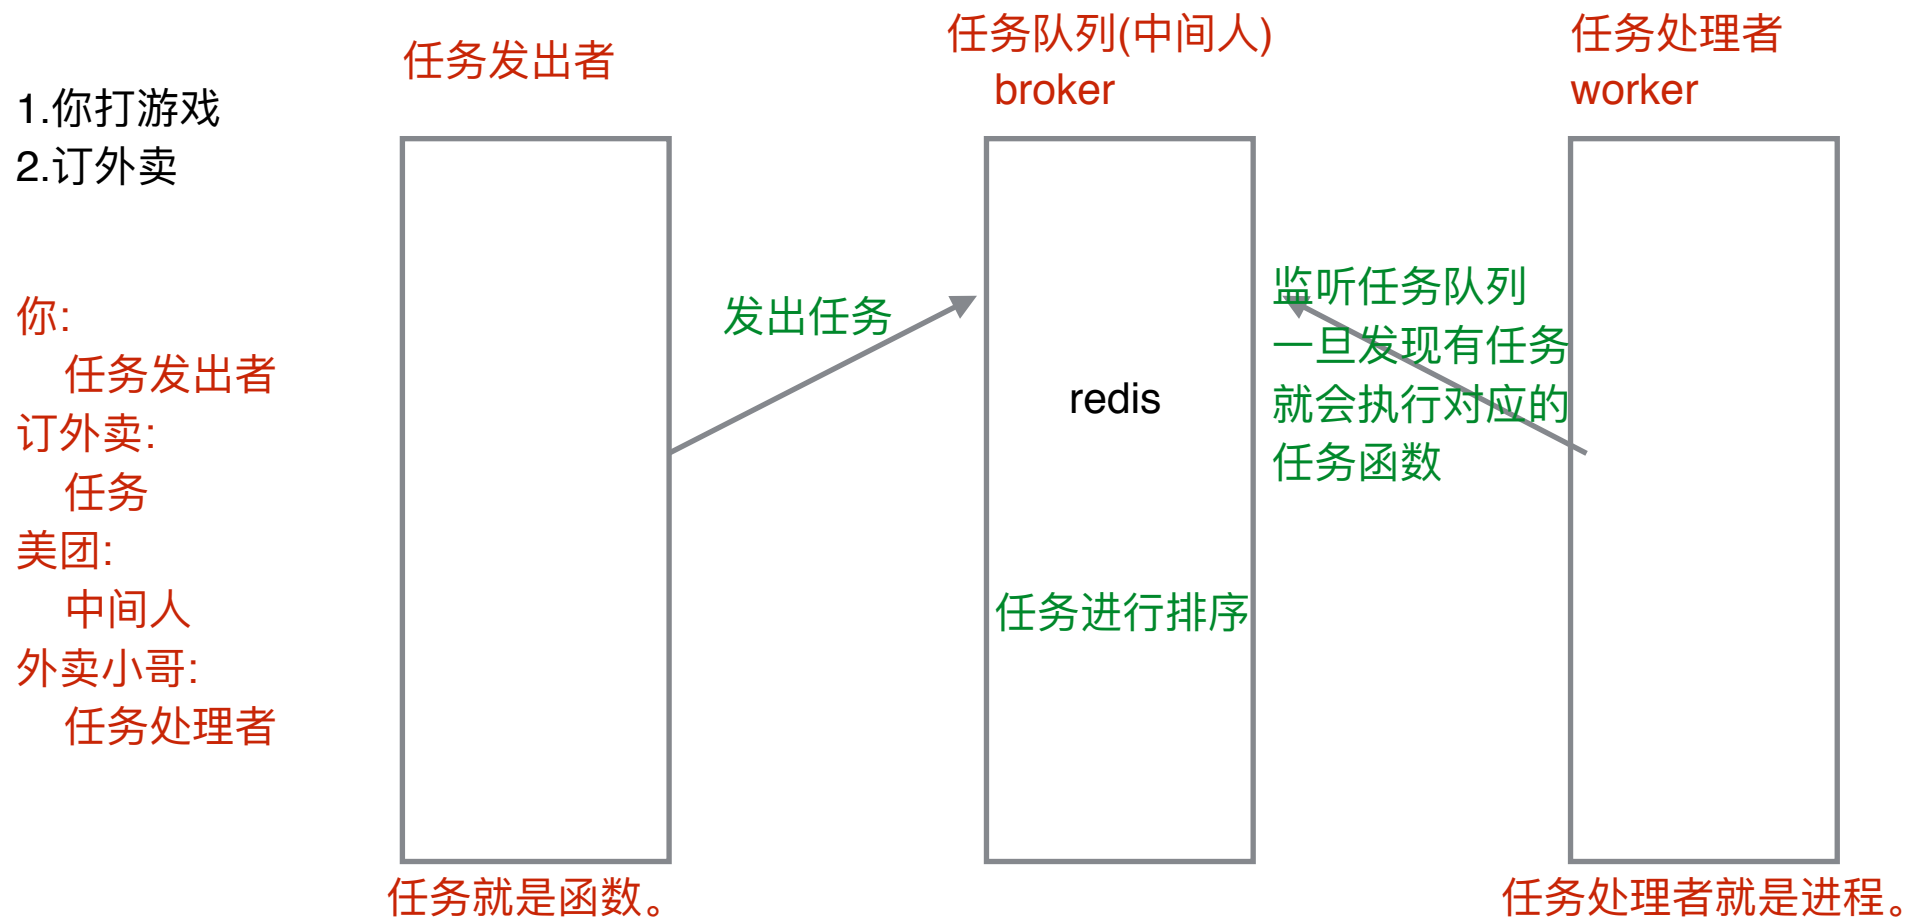 1.你打游戏
2.订外卖
你:
任务发出者
订外卖:
任务
美团:
中间人
外卖小哥:
任务处理者
任务发出者
任务就是函数。
发出任务
任务队列(中间人)
broker
redis
任务进行排序
监听任务队列
一旦发现有任务
就会执行对应的
任务函数
任务处理者
worker
任务处理者就是进程。